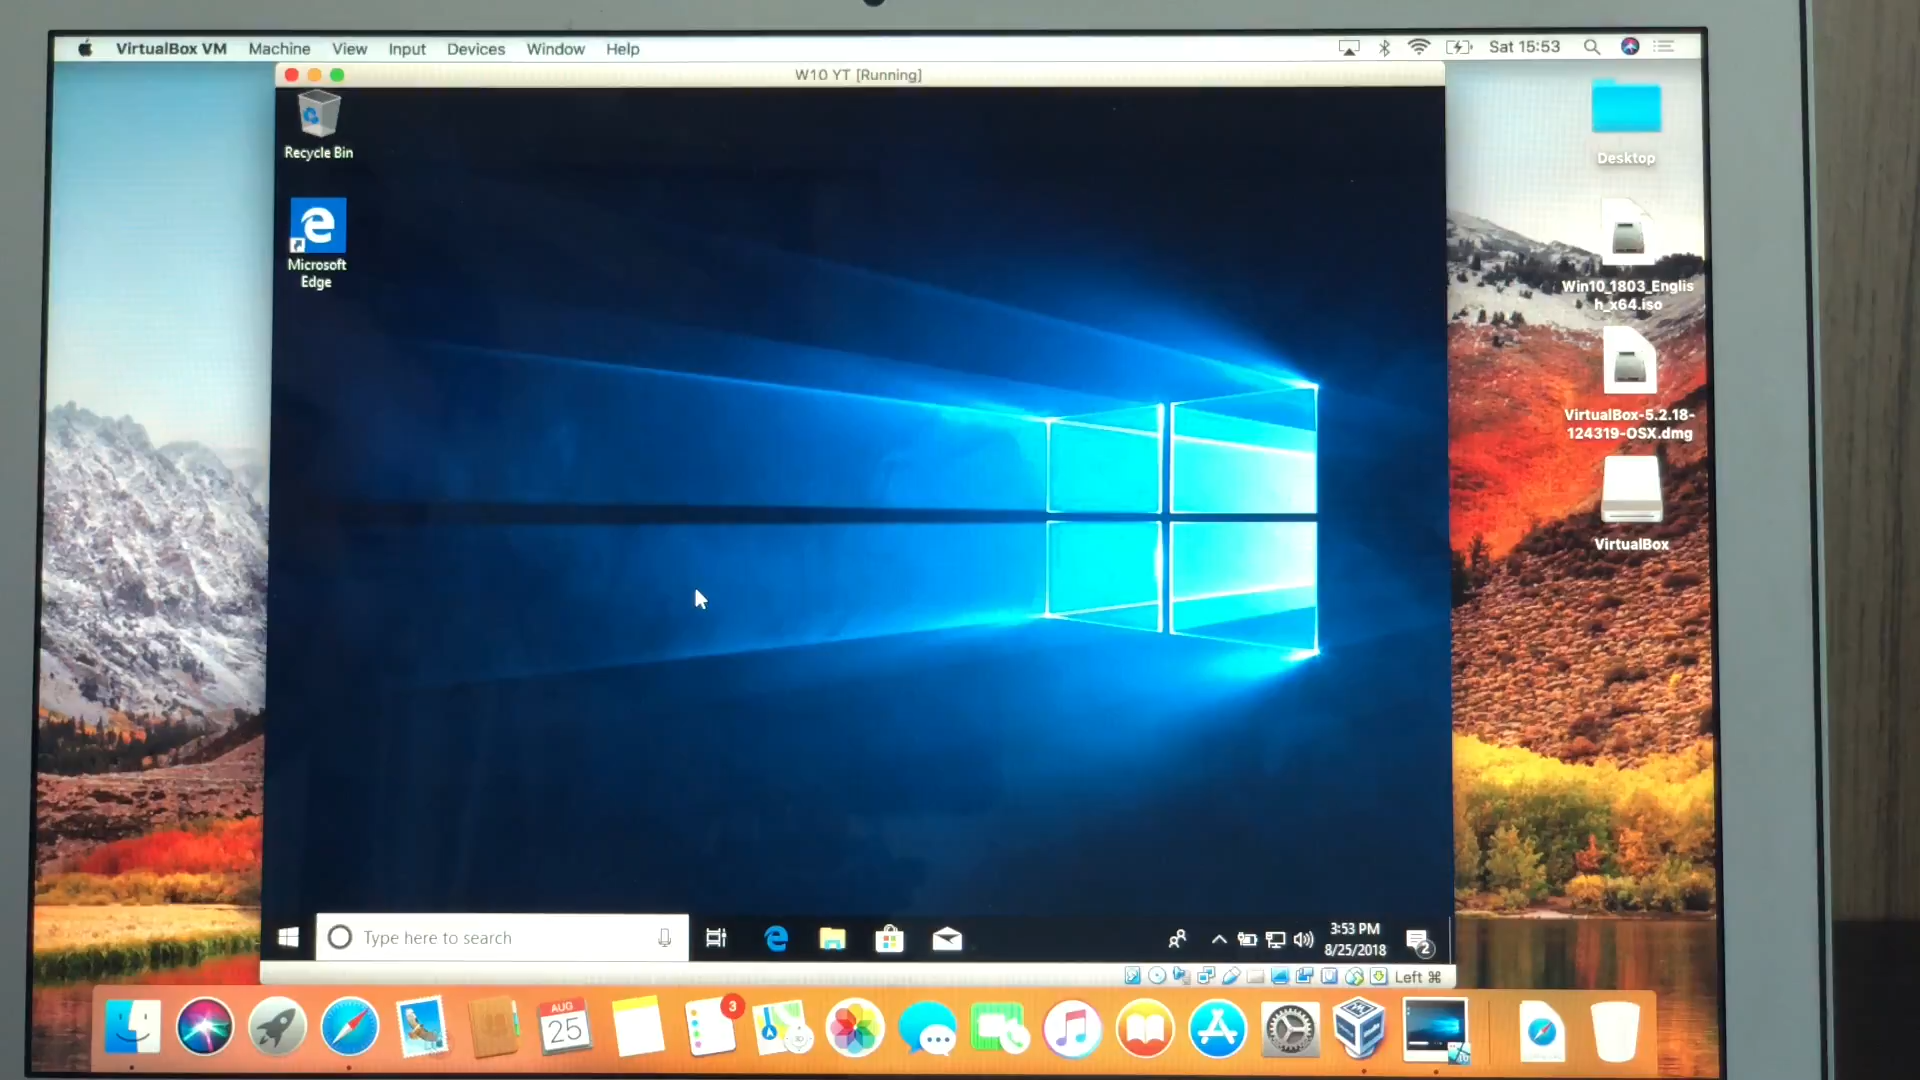 VirtualBox VM Machine View Input Devices Window Help Sat 15:53
W10 YT [Running]
Recycle Bin
Microsoft
Edge
Desktop
Win10_1803_Englis
h_x64.iso
VirtualBox-5.2.18-
124319-OSX.dmg
VirtualBox
Type here to search
3:53 PM
8/25/2018
2
Left ⌘
AUG
25
3